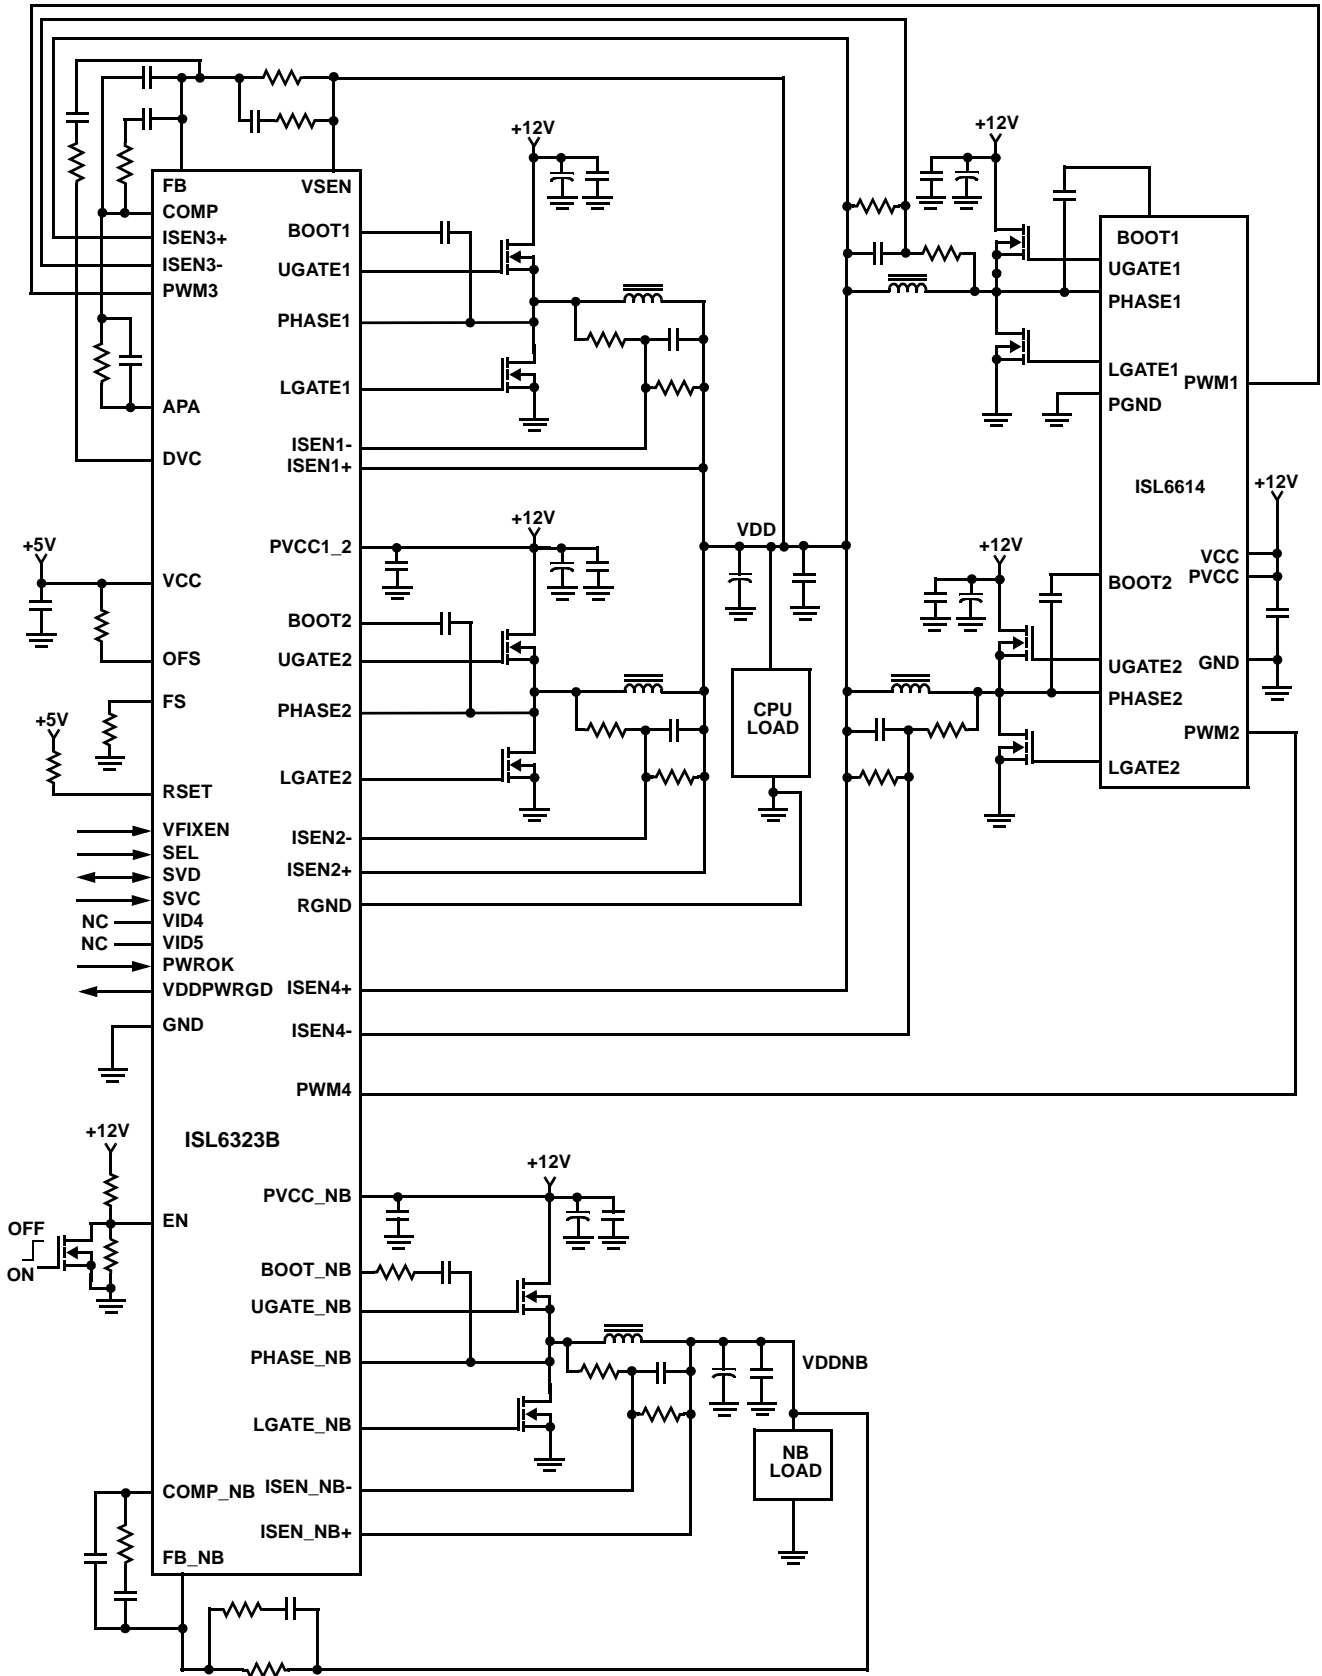 +12V
+12V
FB
VSEN
COMP
ISEN3+
ISEN3-
PWM3
APA
DVC
BOOT1
UGATE1
PHASE1
LGATE1
ISEN1-
ISEN1+
BOOT1
UGATE1
PHASE1
LGATE1
PWM1
PGND
ISL6614
+12V
+5V
VCC
OFS
FS
+5V
RSET
PVCC1_2
+12V
BOOT2
UGATE2
PHASE2
LGATE2
ISEN2-
ISEN2+
RGND
VDD
CPU
LOAD
+12V
VCC
PVCC
BOOT2
UGATE2
GND
PHASE2
PWM2
LGATE2
VFIXEN
SEL
SVD
SVC
NC
VID4
NC
VID5
PWROK
VDDPWRGD
GND
ISEN4+
ISEN4-
PWM4
ISL6323B
+12V
EN
OFF
ON
+12V
PVCC_NB
BOOT_NB
UGATE_NB
PHASE_NB
LGATE_NB
VDDNB
NB
LOAD
COMP_NB
ISEN_NB-
ISEN_NB+
FB_NB